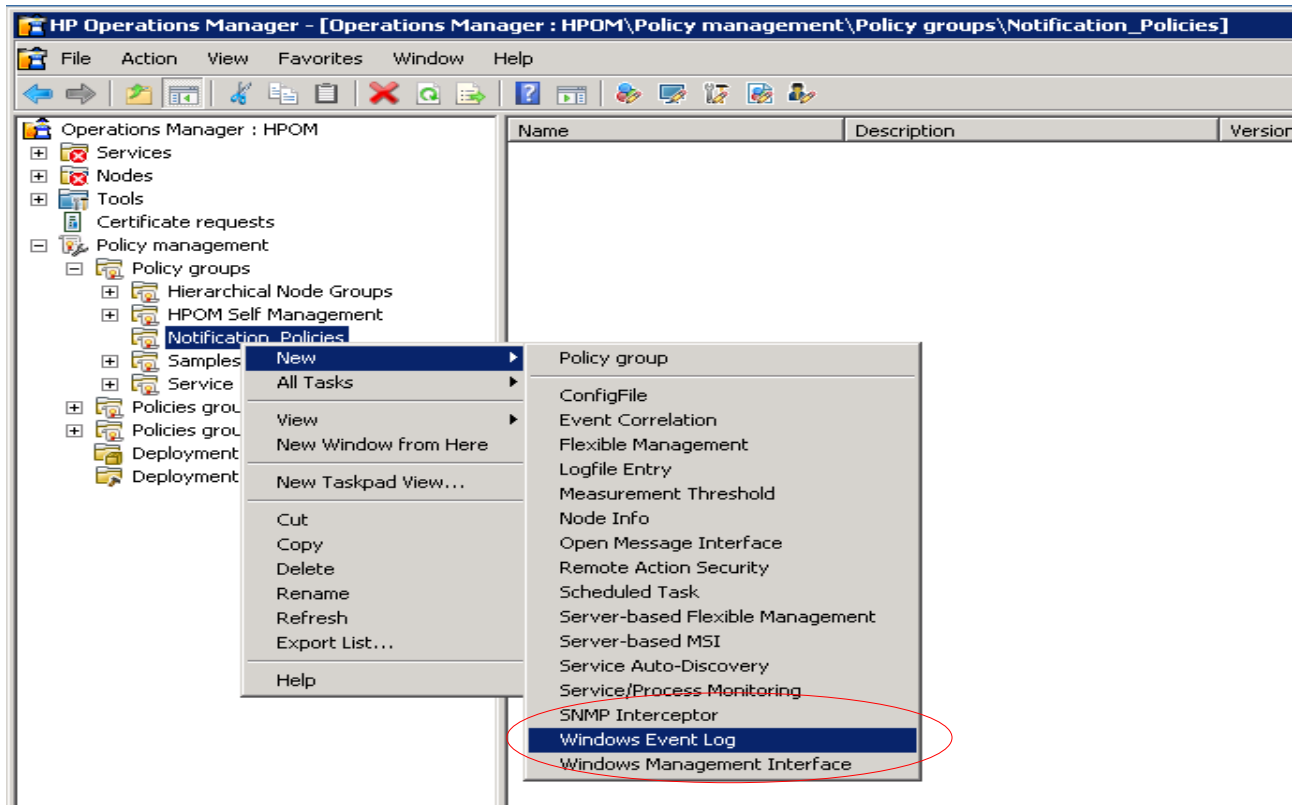 HP Operations Manager - [Operations Manager : HPOM\Policy management\Policy groups\Notification_Policies]
File Action View Favorites Window Help
Operations Manager : HPOM
Services
Nodes
Tools
Certificate requests
Policy management
Policy groups
Hierarchical Node Groups
HPOM Self Management
Notification_Policies
Samples
Service
Policies grou
Policies grou
Deployment
Deployment
Name Description Version
New
All Tasks
View
New Window from Here
New Taskpad View...
Cut
Copy
Delete
Rename
Refresh
Export List...
Help
Policy group
ConfigFile
Event Correlation
Flexible Management
Logfile Entry
Measurement Threshold
Node Info
Open Message Interface
Remote Action Security
Scheduled Task
Server-based Flexible Management
Server-based MSI
Service Auto-Discovery
Service/Process Monitoring
SNMP Interceptor
Windows Event Log
Windows Management Interface